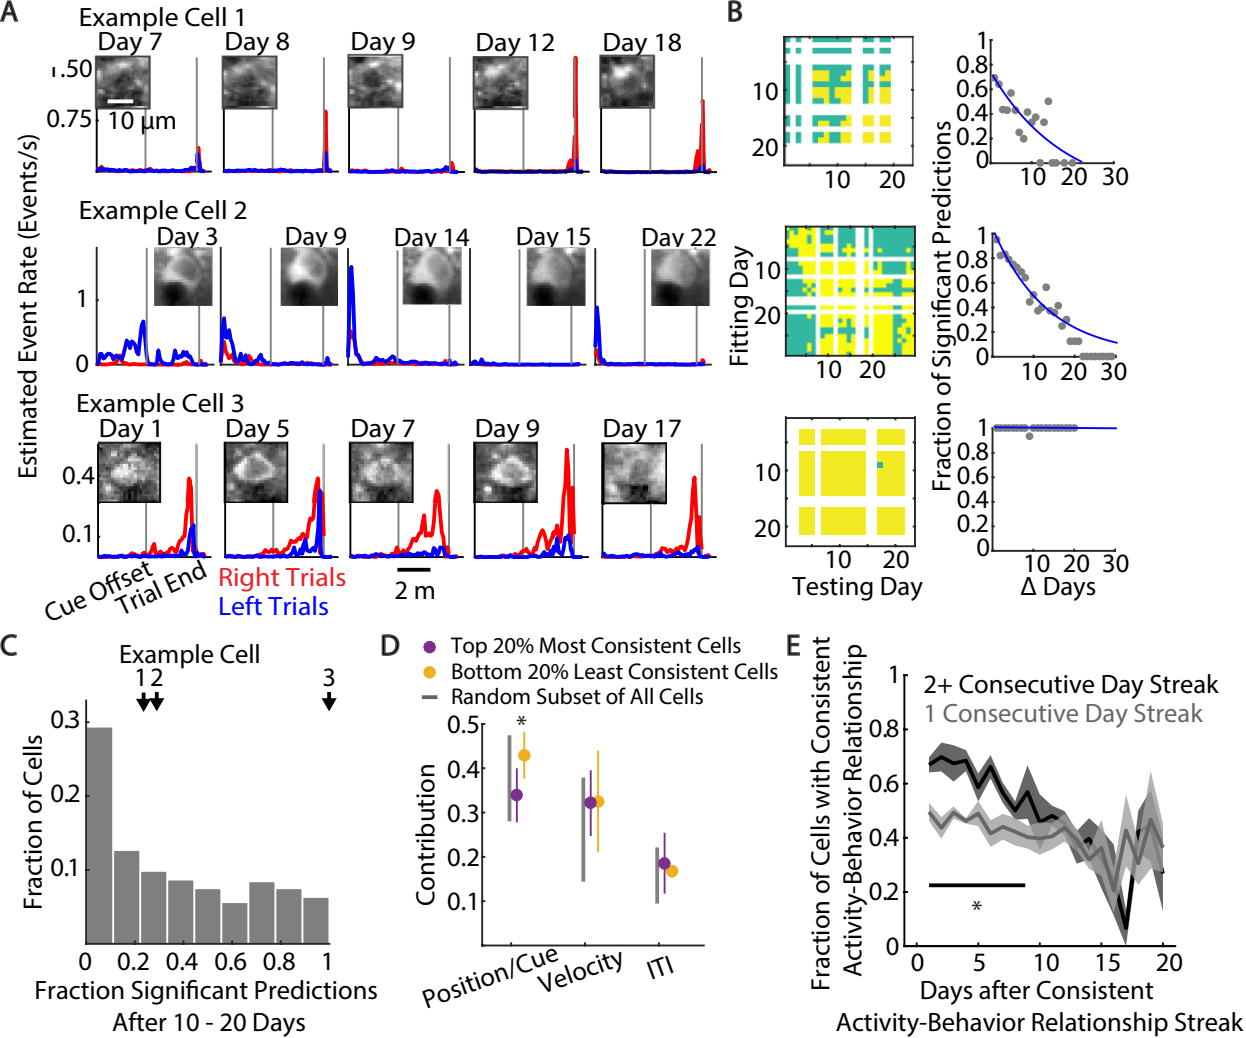 A
Example Cell 1
Day 7
Day 8
Day 9
Day 12
Day 18
1.50
0.75
10 µm
Example Cell 2
Day 3
Day 9
Day 14
Day 15
Day 22
1
0
Example Cell 3
Day 1
Day 5
Day 7
Day 9
Day 17
0.4
0.1
Estimated Event Rate (Events/s)
Cue Offset
Trial End
Right Trials
Left Trials
2 m
B
10
20
10
20
1
0.8
0.6
0.4
0.2
0
10
20
30
10
20
10
20
1
0.8
0.6
0.4
0.2
0
10
20
30
10
20
10
20
1
0.8
0.6
0.4
0.2
0
10
20
30
Fitting Day
Testing Day
Fraction of Significant Predictions
Δ Days
C
Example Cell
1
2
3
0.3
0.2
0.1
0
0.2
0.4
0.6
0.8
1
Fraction of Cells
Fraction Significant Predictions
After 10 - 20 Days
D
Top 20% Most Consistent Cells
Bottom 20% Least Consistent Cells
Random Subset of All Cells
*
0.5
0.4
0.3
0.2
0.1
Contribution
Position/Cue
Velocity
ITI
E
2+ Consecutive Day Streak
1 Consecutive Day Streak
1
0.8
0.6
0.4
0.2
0
*
0
5
10
15
20
Fraction of Cells with Consistent
Activity-Behavior Relationship
Days after Consistent
Activity-Behavior Relationship Streak